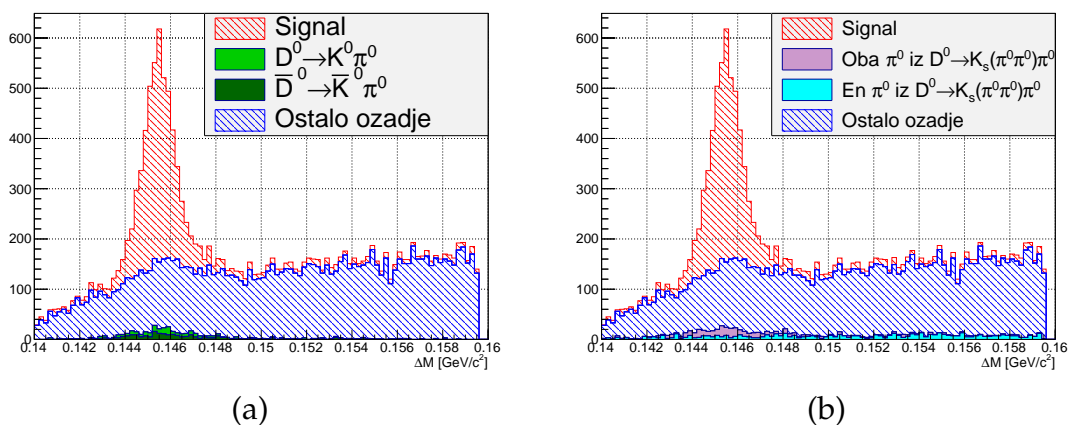 600
500
400
300
200
100
0
0.14 0.142 0.144 0.146 0.148 0.15 0.152 0.154 0.156 0.158 0.16
ΔM [GeV/c²]
Signal
D⁰→K⁰π⁰
D̅⁰→K̅⁰π⁰
Ostalo ozadje
(a)
600
500
400
300
200
100
0
0.14 0.142 0.144 0.146 0.148 0.15 0.152 0.154 0.156 0.158 0.16
ΔM [GeV/c²]
Signal
Oba π⁰ iz D⁰→Kₛ(π⁰π⁰)π⁰
En π⁰ iz D⁰→Kₛ(π⁰π⁰)π⁰
Ostalo ozadje
(b)